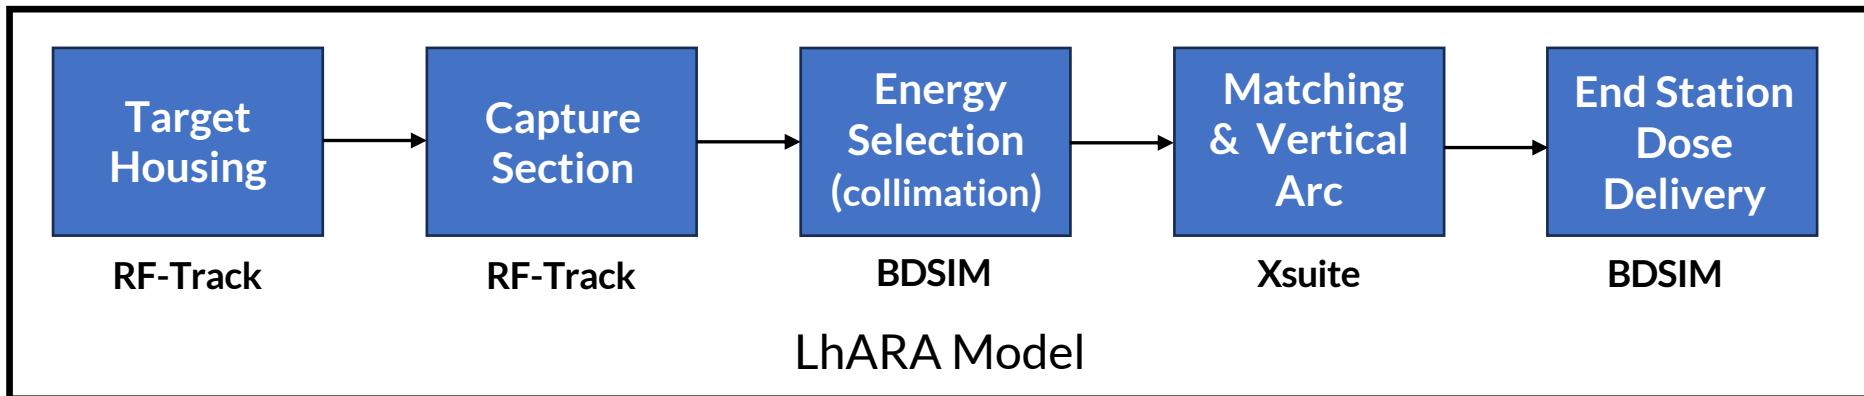 Target
Housing
Capture
Section
Energy
Selection
(collimation)
Matching
& Vertical
Arc
End Station
Dose
Delivery
RF-Track
RF-Track
BDSIM
Xsuite
BDSIM
LhARA Model